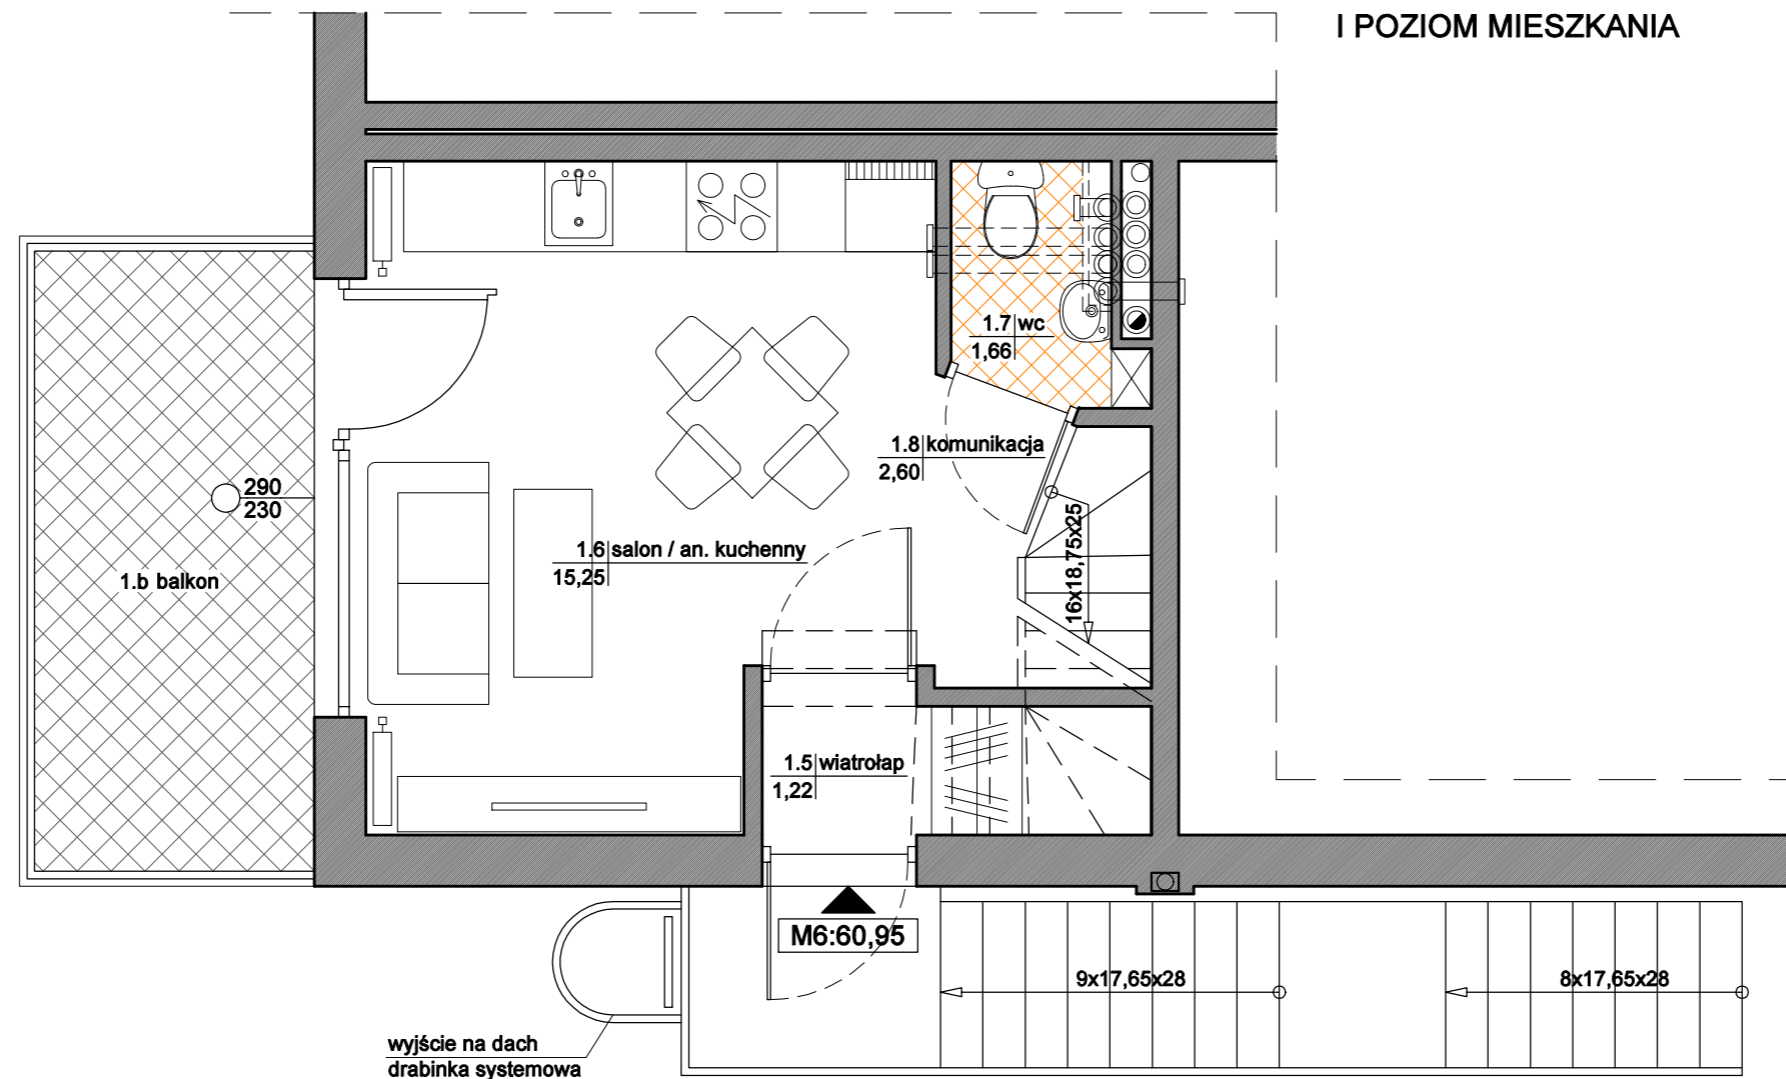 I POZIOM MIESZKANIA
1.7 wc
1,66
1.8 komunikacja
2,60
290
230
16x18,75x25
1.6 salon / an. kuchenny
15,25
1.b balkon
1.5 wiatrołap
1,22
M6:60,95
9x17,65x28
8x17,65x28
wyjście na dach
drabinka systemowa